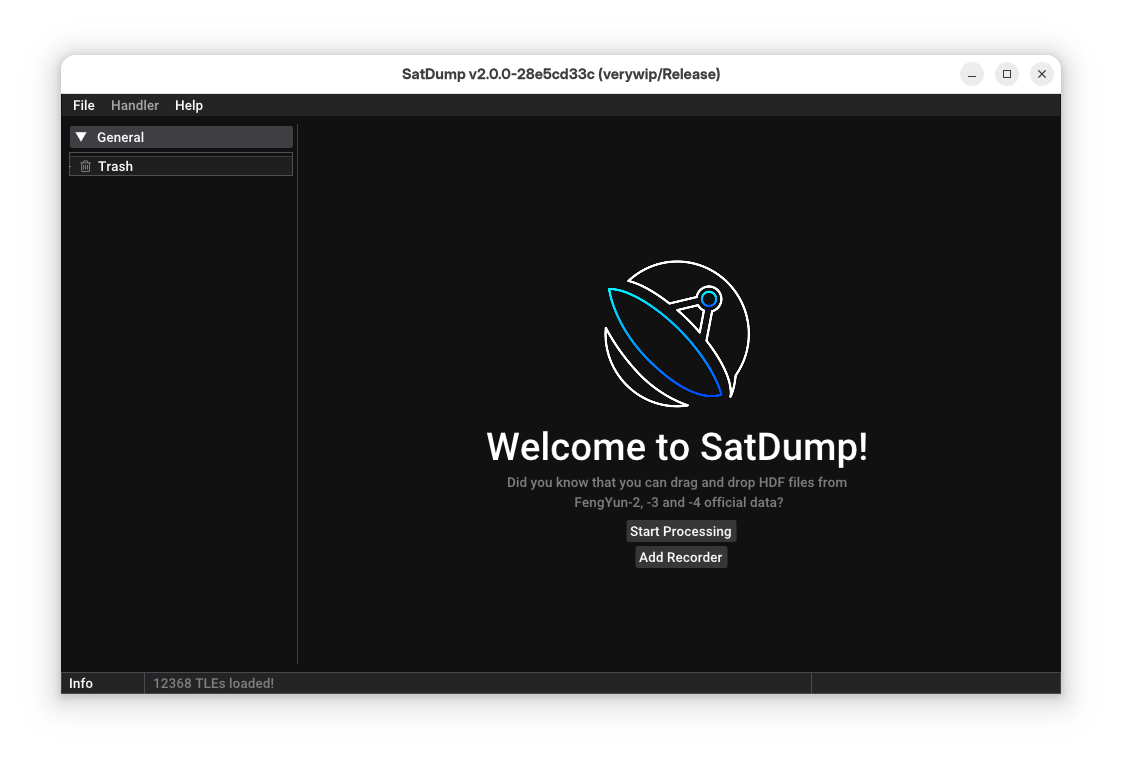 SatDump v2.0.0-28e5cd33c (verywip/Release)
File Handler Help
General
Trash
Welcome to SatDump!
Did you know that you can drag and drop HDF files from
FengYun-2, -3 and -4 official data?
Start Processing
Add Recorder
Info 12368 TLEs loaded!